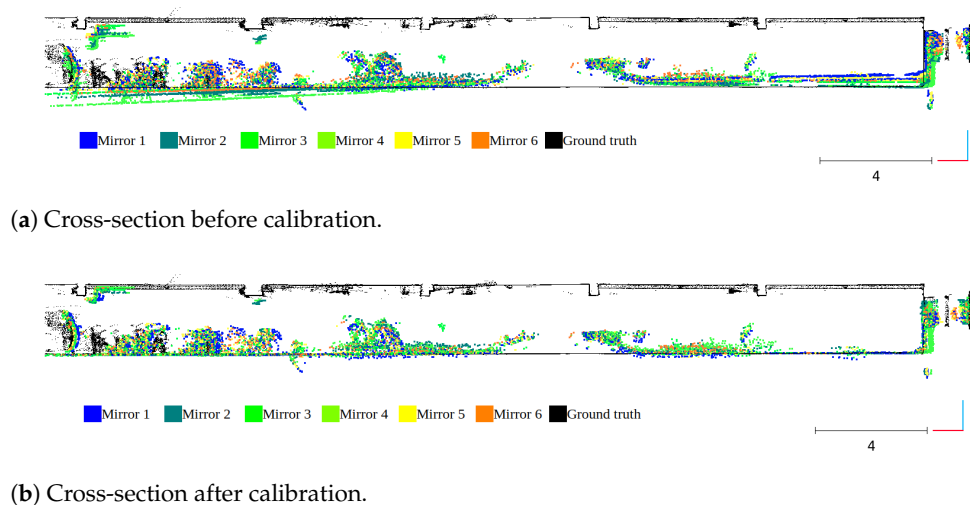 Mirror 1 Mirror 2 Mirror 3 Mirror 4 Mirror 5 Mirror 6 Ground truth
4
(a) Cross-section before calibration.
Mirror 1 Mirror 2 Mirror 3 Mirror 4 Mirror 5 Mirror 6 Ground truth
4
(b) Cross-section after calibration.